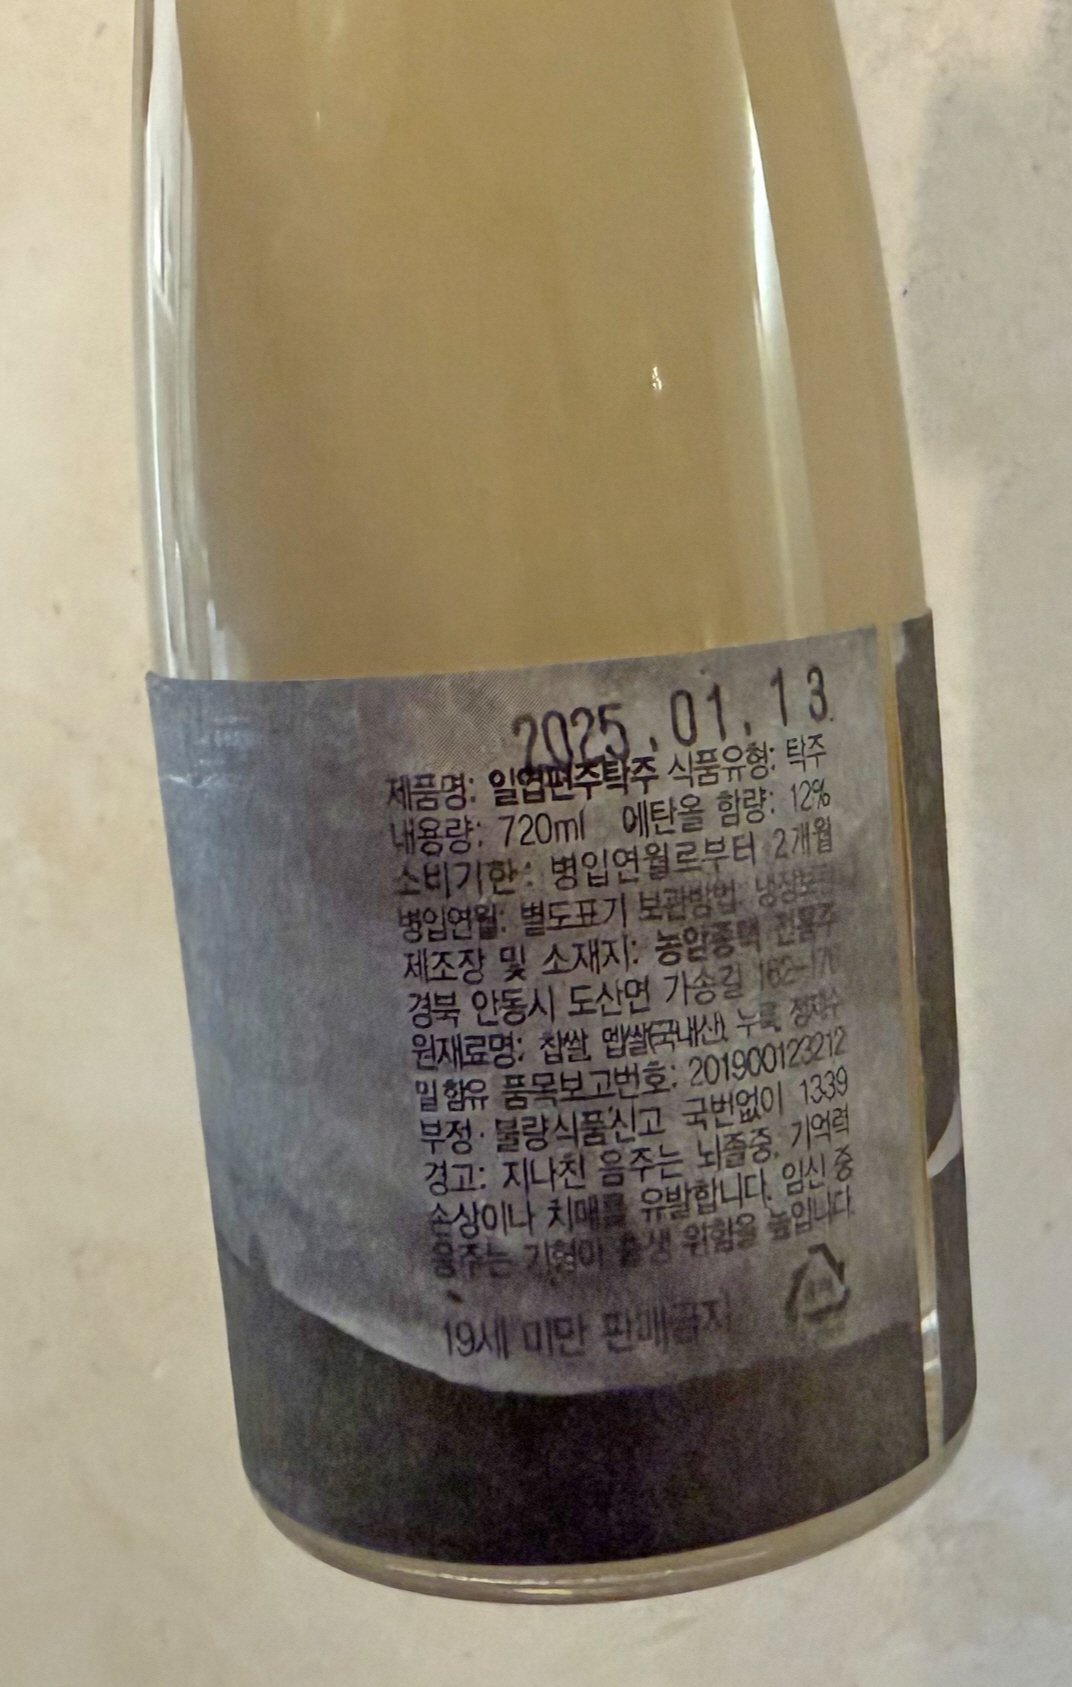 2025.01.13
제품명: 일엽편주탁주 식품유형: 탁주
내용량: 720ml 에탄올 함량: 12%
소비기한: 병입연월로부터 2개월
병입연월: 별도표기 보관방법: 냉장보관
제조장 및 소재지: 농암종택 전통주
경북 안동시 도산면 가송길 162-
원재료명: 찹쌀, 멥쌀(국내산), 누룩, 정제수
밀 함유 품목보고번호: 201900123212
부정·불량식품신고 국번없이 1339
경고: 지나친 음주는 뇌졸중, 기억력
손상이나 치매를 유발합니다. 임신 중
음주는 기형아 출생 위험을 높입니다.
19세 미만 판매금지